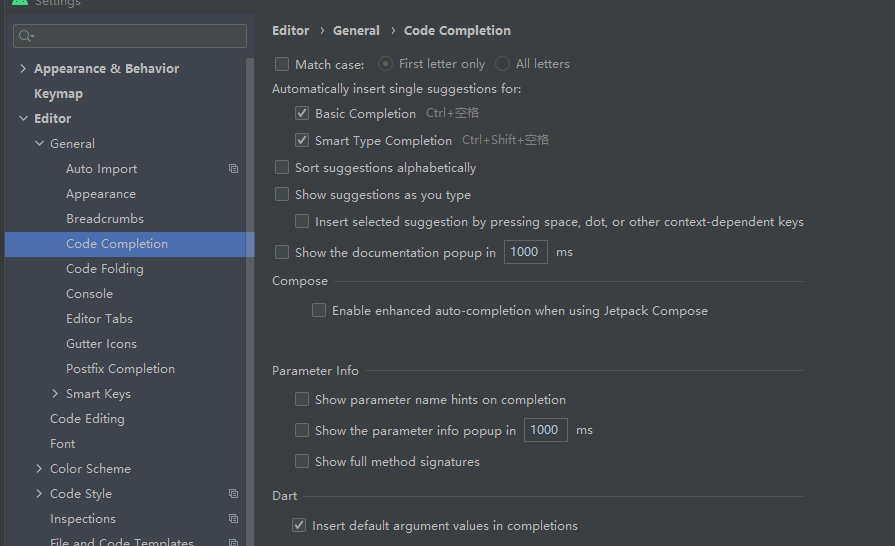 Settings
Appearance & Behavior
Keymap
Editor
General
Auto Import
Appearance
Breadcrumbs
Code Completion
Code Folding
Console
Editor Tabs
Gutter Icons
Postfix Completion
Smart Keys
Code Editing
Font
Color Scheme
Code Style
Inspections
File and Code Templates
Editor › General › Code Completion
Match case: First letter only All letters
Automatically insert single suggestions for:
Basic Completion Ctrl+空格
Smart Type Completion Ctrl+Shift+空格
Sort suggestions alphabetically
Show suggestions as you type
Insert selected suggestion by pressing space, dot, or other context-dependent keys
Show the documentation popup in 1000 ms
Compose
Enable enhanced auto-completion when using Jetpack Compose
Parameter Info
Show parameter name hints on completion
Show the parameter info popup in 1000 ms
Show full method signatures
Dart
Insert default argument values in completions